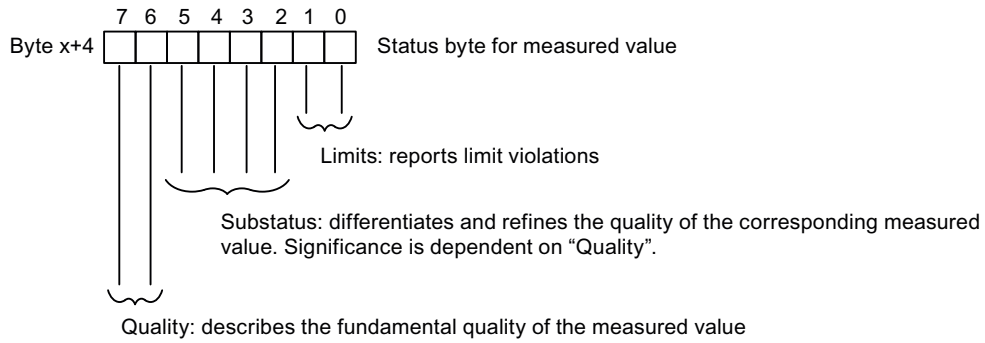 7 6 5 4 3 2 1 0
Byte x+4 Status byte for measured value
Limits: reports limit violations
Substatus: differentiates and refines the quality of the corresponding measured
value. Significance is dependent on “Quality”.
Quality: describes the fundamental quality of the measured value